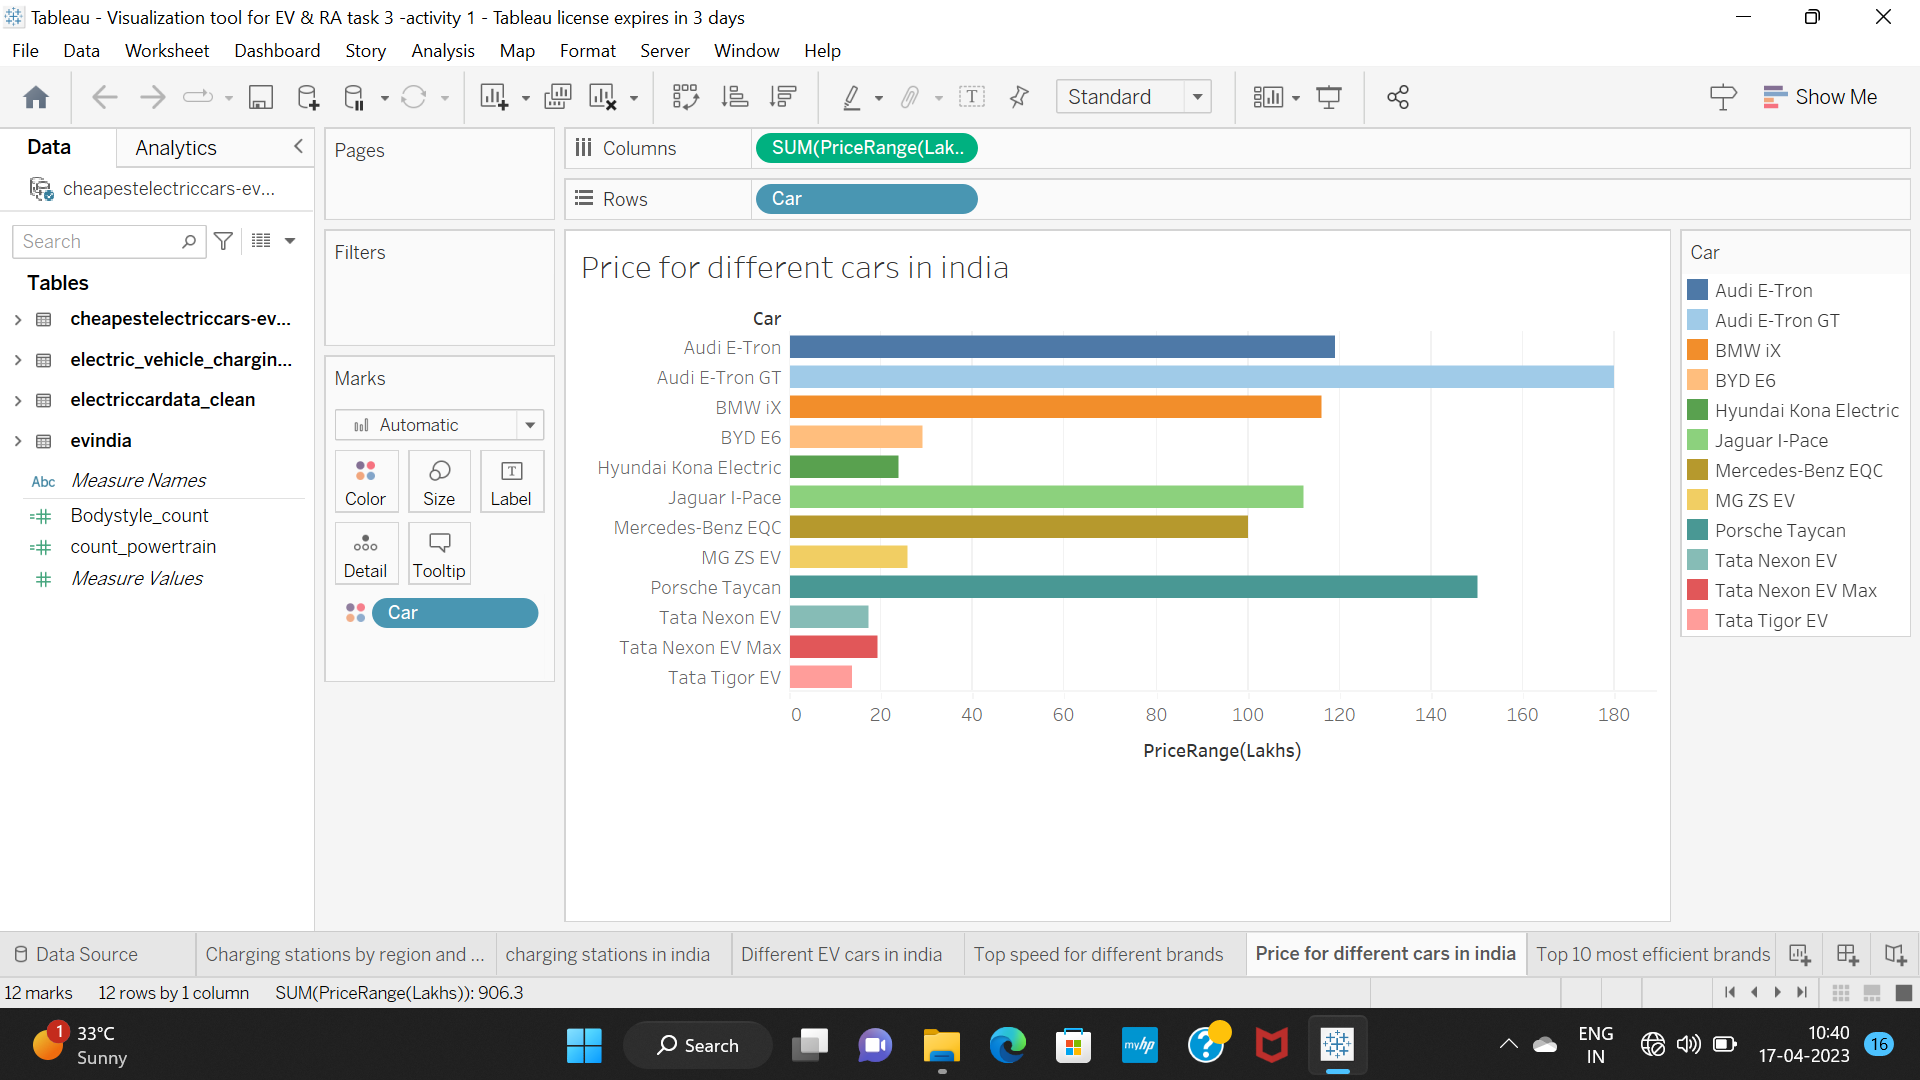 Tableau - Visualization tool for EV & RA task 3 -activity 1 - Tableau license expires in 3 days
File Data Worksheet Dashboard Story Analysis Map Format Server Window Help
Standard
Show Me
Data Analytics
cheapestelectriccars-ev...
Search
Tables
cheapestelectriccars-ev...
electric_vehicle_chargin...
electriccardata_clean
evindia
Abc Measure Names
Bodystyle_count
count_powertrain
Measure Values
Pages
Filters
Marks
Automatic
Color Size Label
Detail Tooltip
Car
Columns SUM(PriceRange(Lak..
Rows Car
Price for different cars in india
Car
Audi E-Tron
Audi E-Tron GT
BMW iX
BYD E6
Hyundai Kona Electric
Jaguar I-Pace
Mercedes-Benz EQC
MG ZS EV
Porsche Taycan
Tata Nexon EV
Tata Nexon EV Max
Tata Tigor EV
0 20 40 60 80 100 120 140 160 180
PriceRange(Lakhs)
Car
Audi E-Tron
Audi E-Tron GT
BMW iX
BYD E6
Hyundai Kona Electric
Jaguar I-Pace
Mercedes-Benz EQC
MG ZS EV
Porsche Taycan
Tata Nexon EV
Tata Nexon EV Max
Tata Tigor EV
Data Source Charging stations by region and ... charging stations in india Different EV cars in india Top speed for different brands Price for different cars in india Top 10 most efficient brands
12 marks 12 rows by 1 column SUM(PriceRange(Lakhs)): 906.3
1 33°C
Sunny
Search
myhp
ENG
IN
10:40
17-04-2023
16